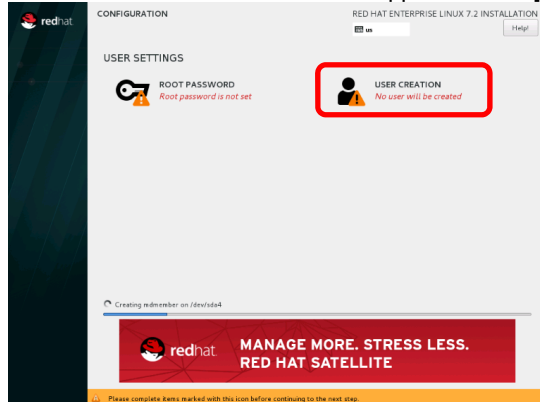 redhat
CONFIGURATION
RED HAT ENTERPRISE LINUX 7.2 INSTALLATION
us
Help!
USER SETTINGS
ROOT PASSWORD
Root password is not set
USER CREATION
No user will be created
Creating mdmember on /dev/sda4
redhat.
MANAGE MORE. STRESS LESS.
RED HAT SATELLITE
Please complete items marked with this icon before continuing to the next step.